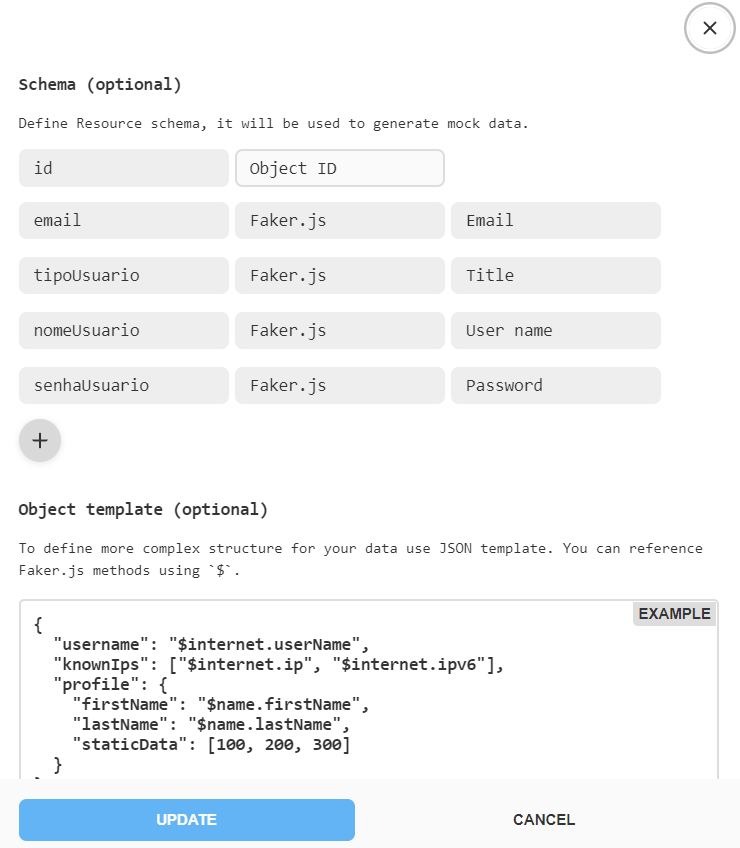 Schema (optional)
Define Resource schema, it will be used to generate mock data.
id Object ID
email Faker.js Email
tipoUsuario Faker.js Title
nomeUsuario Faker.js User name
senhaUsuario Faker.js Password
+
Object template (optional)
To define more complex structure for your data use JSON template. You can reference
Faker.js methods using `$`.
EXAMPLE
{
  "username": "$internet.userName",
  "knownIps": ["$internet.ip", "$internet.ipv6"],
  "profile": {
    "firstName": "$name.firstName",
    "lastName": "$name.lastName",
    "staticData": [100, 200, 300]
  }
UPDATE CANCEL